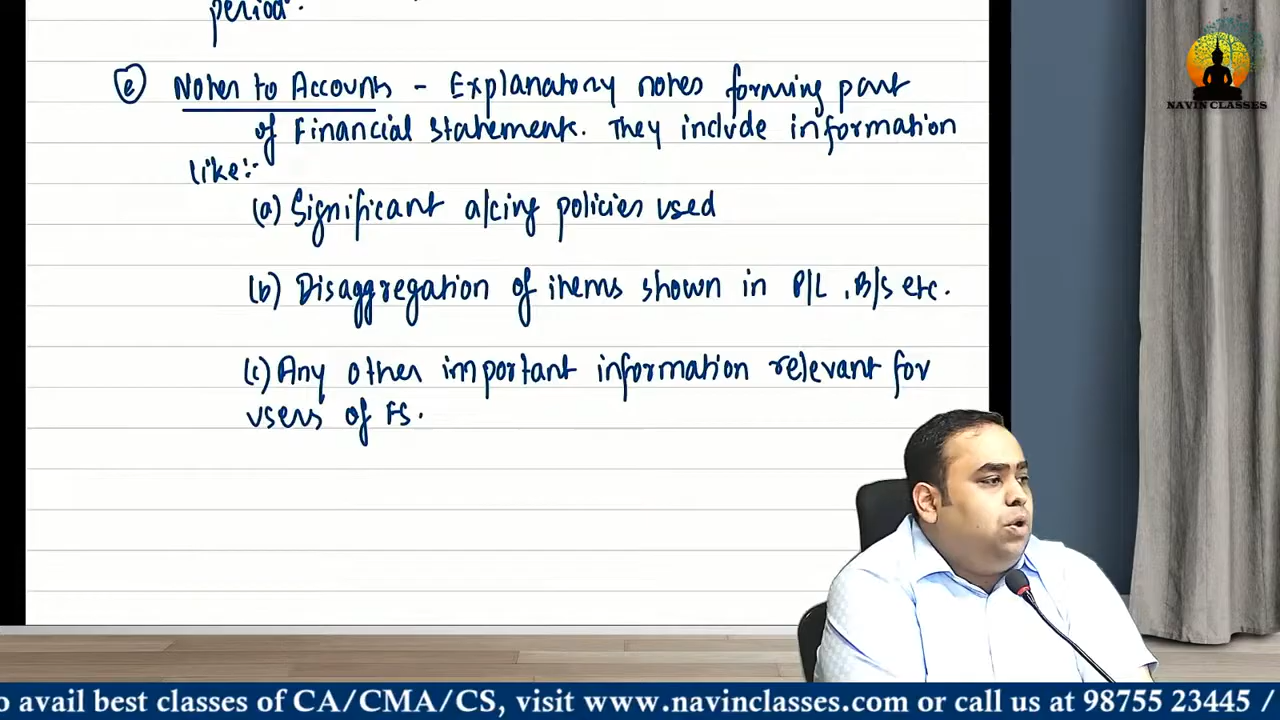 period.
(e) Notes to Accounts - Explanatory notes forming part
of Financial Statements. They include information
like:-
(a) Significant a/cing policies used
(b) Disaggregation of items shown in P/L, B/S etc.
(c) Any other important information relevant for
users of FS.
NAVIN CLASSES
o avail best classes of CA/CMA/CS, visit www.navinclasses.com or call us at 98755 23445 /